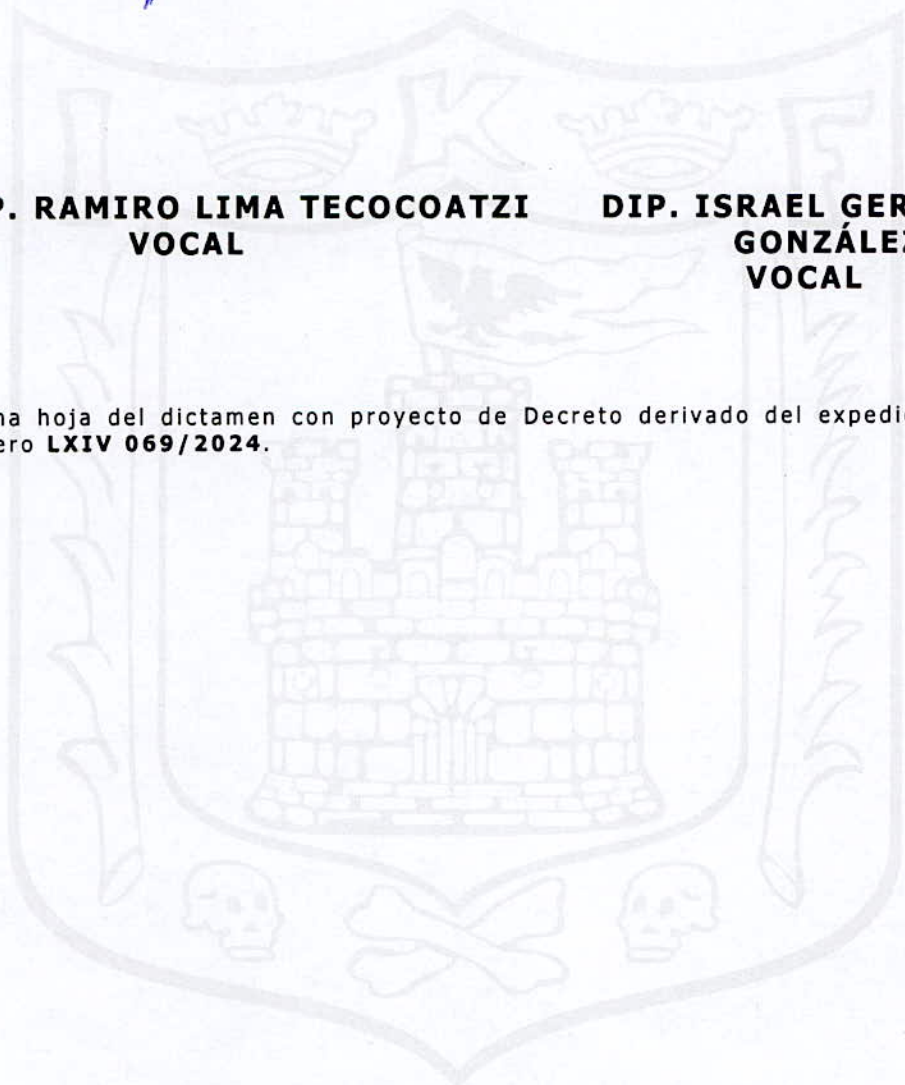 I K F
P. RAMIRO LIMA TECOCOATZI
VOCAL
DIP. ISRAEL GER
GONZÁLEZ
VOCAL
na hoja del dictamen con proyecto de Decreto derivado del expedi
ero LXIV 069/2024.